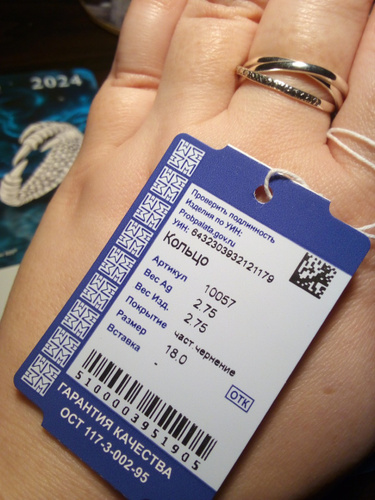 2024
Проверить подлинность
Изделия по УИН:
Probpalata.gov.ru
УИН: 6432303932121179
Кольцо
Артикул 10057
Вес Ag 2.75
Вес Изд. 2.75
Покрытие част.чернение
Размер 18.0
Вставка -
ОТК
5100003951905
ГАРАНТИЯ КАЧЕСТВА
ОСТ 117-3-002-95